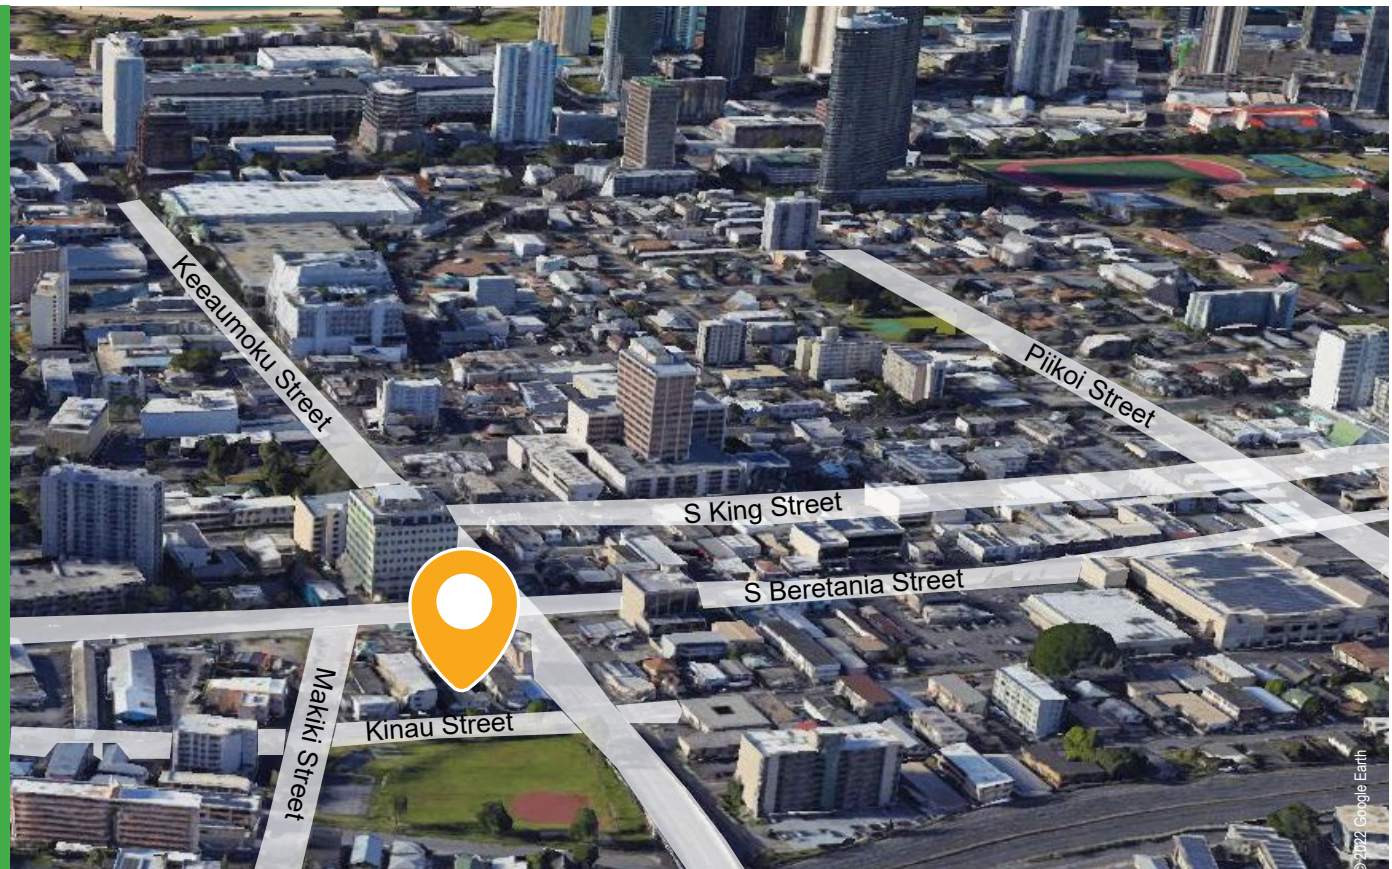 Keeaumoku Street
Piikoi Street
S King Street
S Beretania Street
Makiki Street
Kinau Street
© 2022 Google Earth